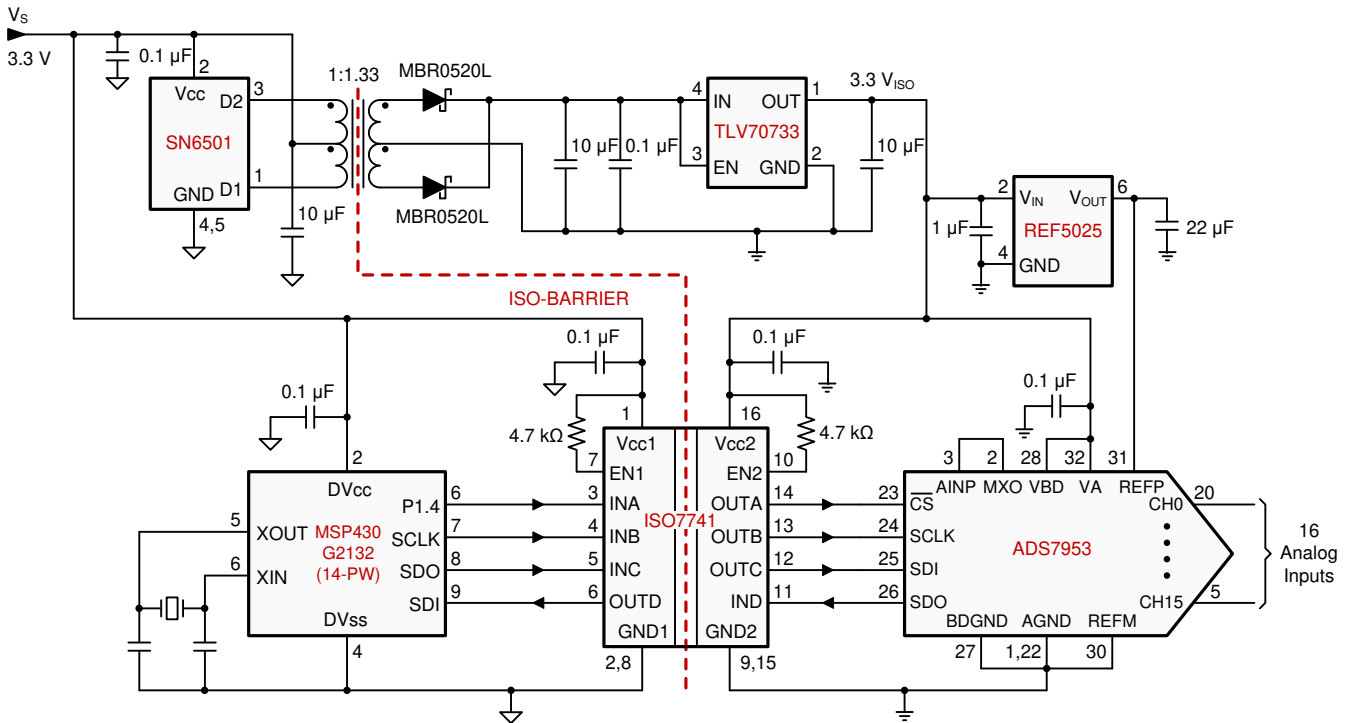 VS
3.3 V
0.1 µF
2
Vcc
D2
3
SN6501
D1
1
GND
4,5
10 µF
1:1.33
MBR0520L
MBR0520L
10 µF
0.1 µF
4
IN
OUT
1
TLV70733
3
EN
GND
2
3.3 VISO
10 µF
2
VIN
VOUT
6
REF5025
1 µF
4
GND
22 µF
ISO-BARRIER
0.1 µF
0.1 µF
0.1 µF
0.1 µF
4.7 kΩ
4.7 kΩ
1
16
Vcc1
Vcc2
7
EN1
EN2
10
3
INA
OUTA
14
4
INB
OUTB
13
ISO7741
5
INC
OUTC
12
6
OUTD
IND
11
GND1
GND2
2,8
9,15
2
DVcc
5
XOUT
6
XIN
MSP430
G2132
(14-PW)
P1.4
6
SCLK
7
SDO
8
SDI
9
DVss
4
3
2
28
32
31
AINP
MXO
VBD
VA
REFP
23
CS
24
SCLK
25
SDI
26
SDO
ADS7953
CH0
20
CH15
5
BDGND
AGND
REFM
27
1,22
30
16
Analog
Inputs